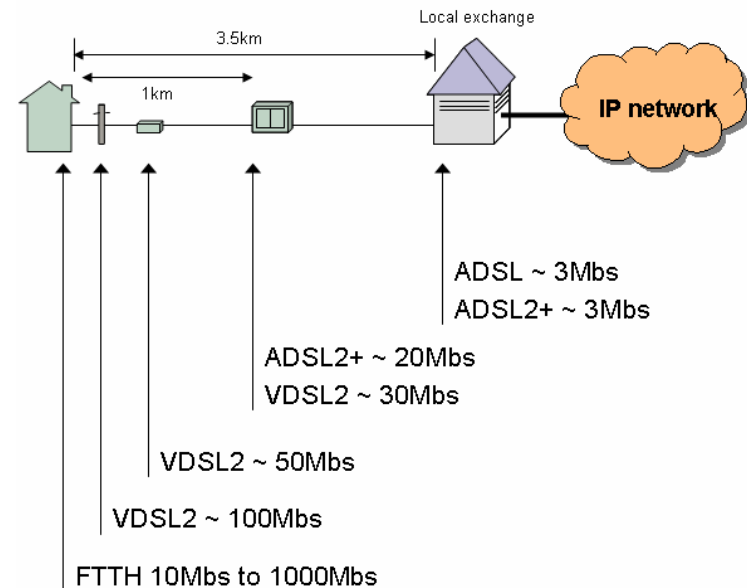 Local exchange
3.5km
1km
IP network
ADSL ~ 3Mbs
ADSL2+ ~ 3Mbs
ADSL2+ ~ 20Mbs
VDSL2 ~ 30Mbs
VDSL2 ~ 50Mbs
VDSL2 ~ 100Mbs
FTTH 10Mbs to 1000Mbs